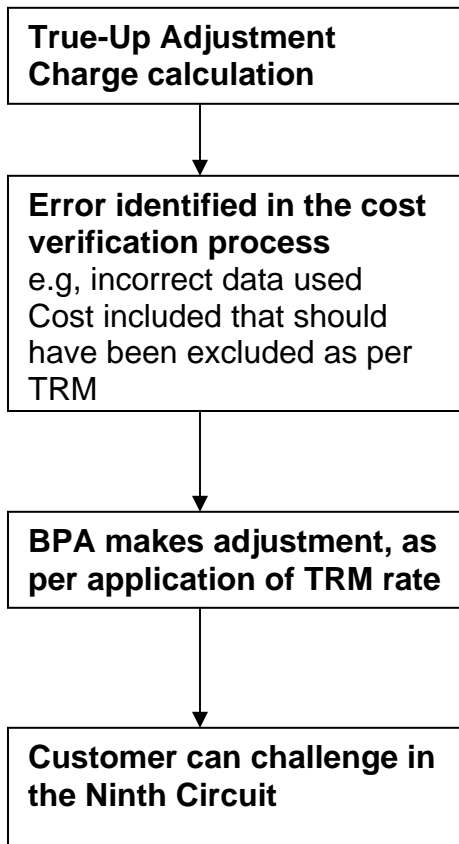 True-Up Adjustment
Charge calculation
Error identified in the cost
verification process
e.g, incorrect data used
Cost included that should
have been excluded as per
TRM
BPA makes adjustment, as
per application of TRM rate
Customer can challenge in
the Ninth Circuit